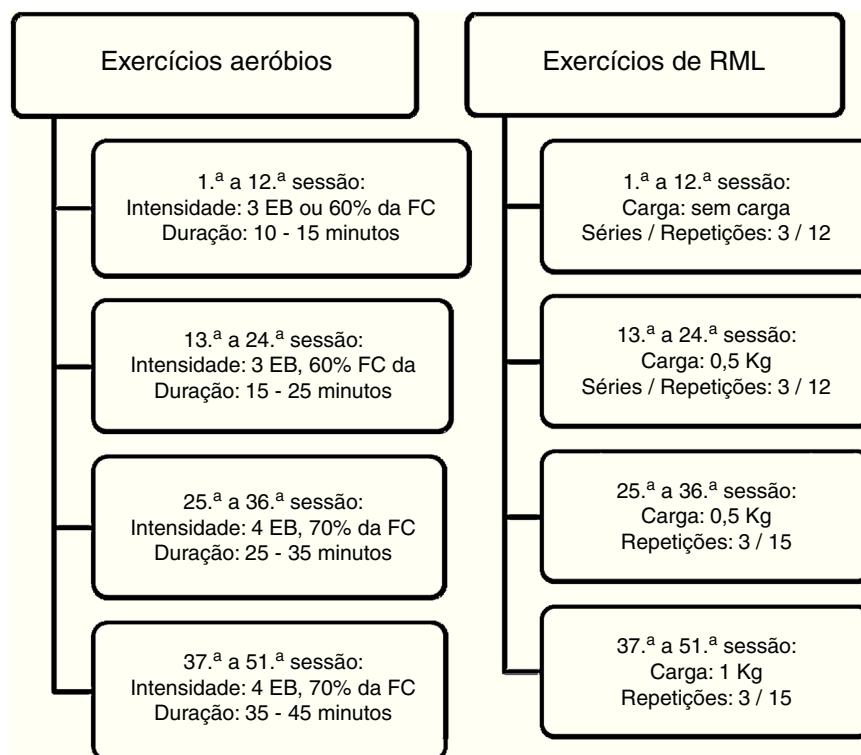 Exercícios aeróbios
1.ª a 12.ª sessão:
Intensidade: 3 EB ou 60% da FC
Duração: 10 - 15 minutos
13.ª a 24.ª sessão:
Intensidade: 3 EB, 60% FC da
Duração: 15 - 25 minutos
25.ª a 36.ª sessão:
Intensidade: 4 EB, 70% da FC
Duração: 25 - 35 minutos
37.ª a 51.ª sessão:
Intensidade: 4 EB, 70% da FC
Duração: 35 - 45 minutos
Exercícios de RML
1.ª a 12.ª sessão:
Carga: sem carga
Séries / Repetições: 3 / 12
13.ª a 24.ª sessão:
Carga: 0,5 Kg
Séries / Repetições: 3 / 12
25.ª a 36.ª sessão:
Carga: 0,5 Kg
Repetições: 3 / 15
37.ª a 51.ª sessão:
Carga: 1 Kg
Repetições: 3 / 15